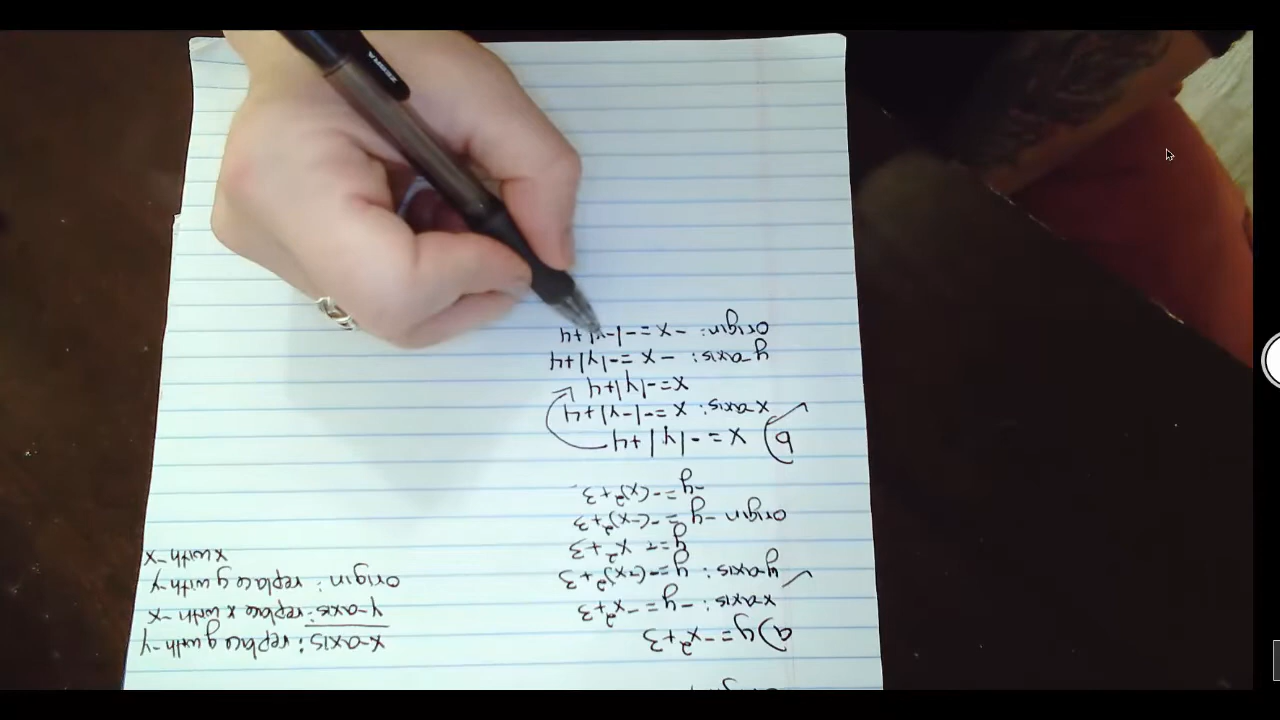 x-axis: replace y with -y
y-axis: replace x with -x
origin: replace y with -y
x with -x
a) y = -x²+3
x-axis: -y = -x²+3
y-axis: y = -(-x)²+3
y = - x²+3
origin -y = -(-x)²+3
-y = -(x)²+3
b) x = -|y|+4
x-axis: x = -|-y|+4
x = -|y|+4
y-axis: -x = -|y|+4
origin: -x = -|-y|+4
ZEBRA